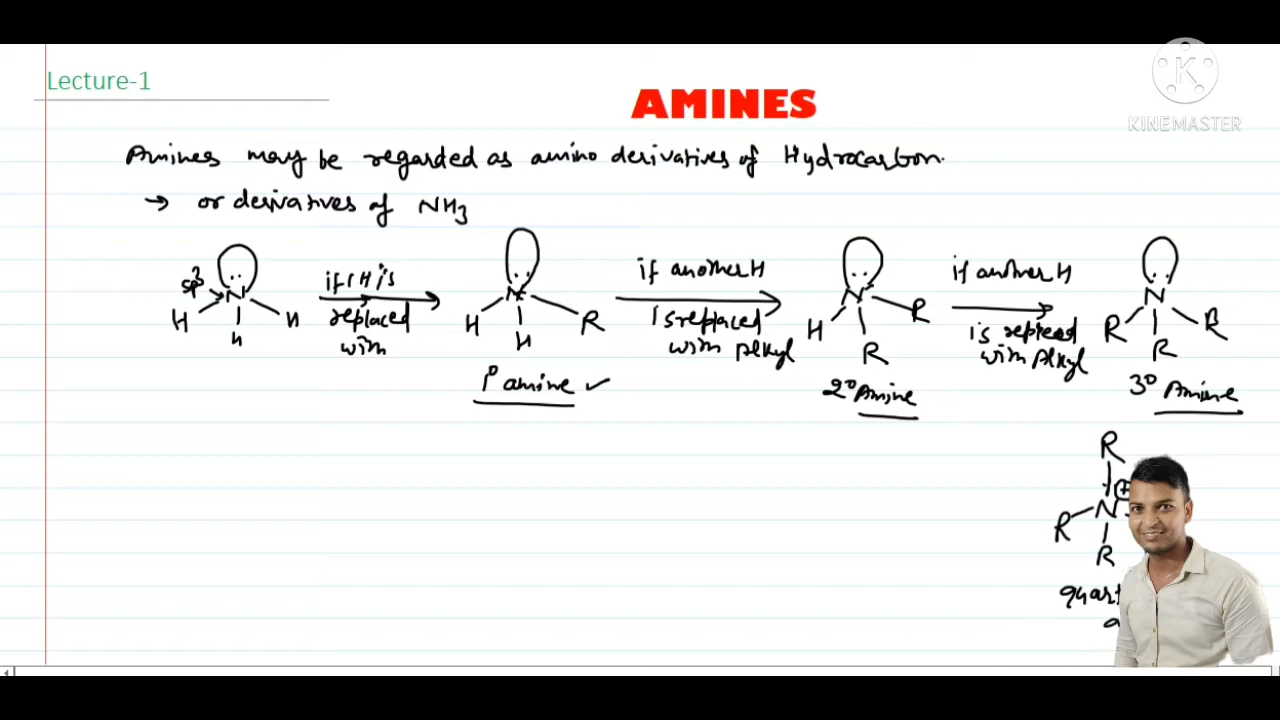 Lecture-1
AMINES
K
KINEMASTER
Amines may be regarded as amino derivatives of Hydrocarbon.
→ or derivatives of NH3
sp3
N
H
H
H
if 1 H is
replaced
with
N
H
H
R
1° amine ✓
if another H
is replaced
with Alkyl
N
H
R
R
2° Amine
if another H
is replaced
with Alkyl
N
R
R
R
3° Amine
R
+
R
N
R
quart
a